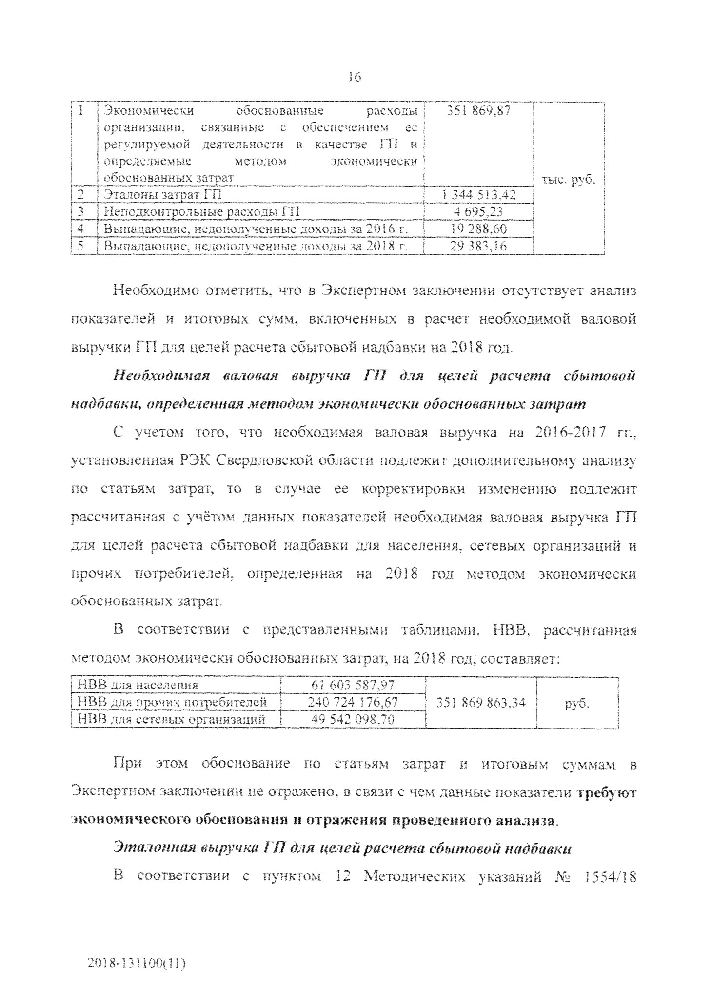 16
1 Экономически обоснованные расходы 351 869,87
организации, связанные с обеспечением ее
регулируемой деятельности в качестве ГП и
определяемые методом экономически
обоснованных затрат
тыс. руб.
2 Эталоны затрат ГП 1 344 513,42
3 Неподконтрольные расходы ГП 4 695,23
4 Выпадающие, недополученные доходы за 2016 г. 19 288,60
5 Выпадающие, недополученные доходы за 2018 г. 29 383,16
Необходимо отметить, что в Экспертном заключении отсутствует анализ
показателей и итоговых сумм, включенных в расчет необходимой валовой
выручки ГП для целей расчета сбытовой надбавки на 2018 год.
Необходимая валовая выручка ГП для целей расчета сбытовой
надбавки, определенная методом экономически обоснованных затрат
С учетом того, что необходимая валовая выручка на 2016-2017 гг.,
установленная РЭК Свердловской области подлежит дополнительному анализу
по статьям затрат, то в случае ее корректировки изменению подлежит
рассчитанная с учётом данных показателей необходимая валовая выручка ГП
для целей расчета сбытовой надбавки для населения, сетевых организаций и
прочих потребителей, определенная на 2018 год методом экономически
обоснованных затрат.
В соответствии с представленными таблицами, НВВ, рассчитанная
методом экономически обоснованных затрат, на 2018 год, составляет:
НВВ для населения 61 603 587,97
НВВ для прочих потребителей 240 724 176,67 351 869 863,34 руб.
НВВ для сетевых организаций 49 542 098,70
При этом обоснование по статьям затрат и итоговым суммам в
Экспертном заключении не отражено, в связи с чем данные показатели требуют
экономического обоснования и отражения проведенного анализа.
Эталонная выручка ГП для целей расчета сбытовой надбавки
В соответствии с пунктом 12 Методических указаний № 1554/18
2018-131100(11)